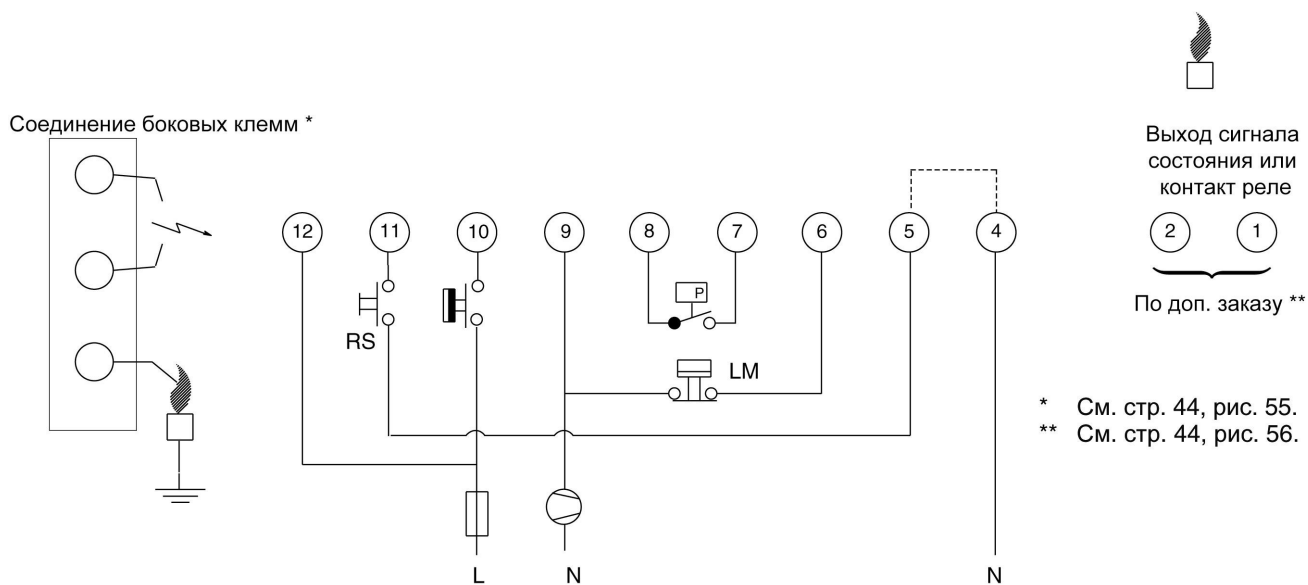 Соединение боковых клемм *
Выход сигнала
состояния или
контакт реле
12
11
10
9
8
7
6
5
4
2
1
По доп. заказу **
P
RS
LM
* См. стр. 44, рис. 55.
** См. стр. 44, рис. 56.
L
N
N